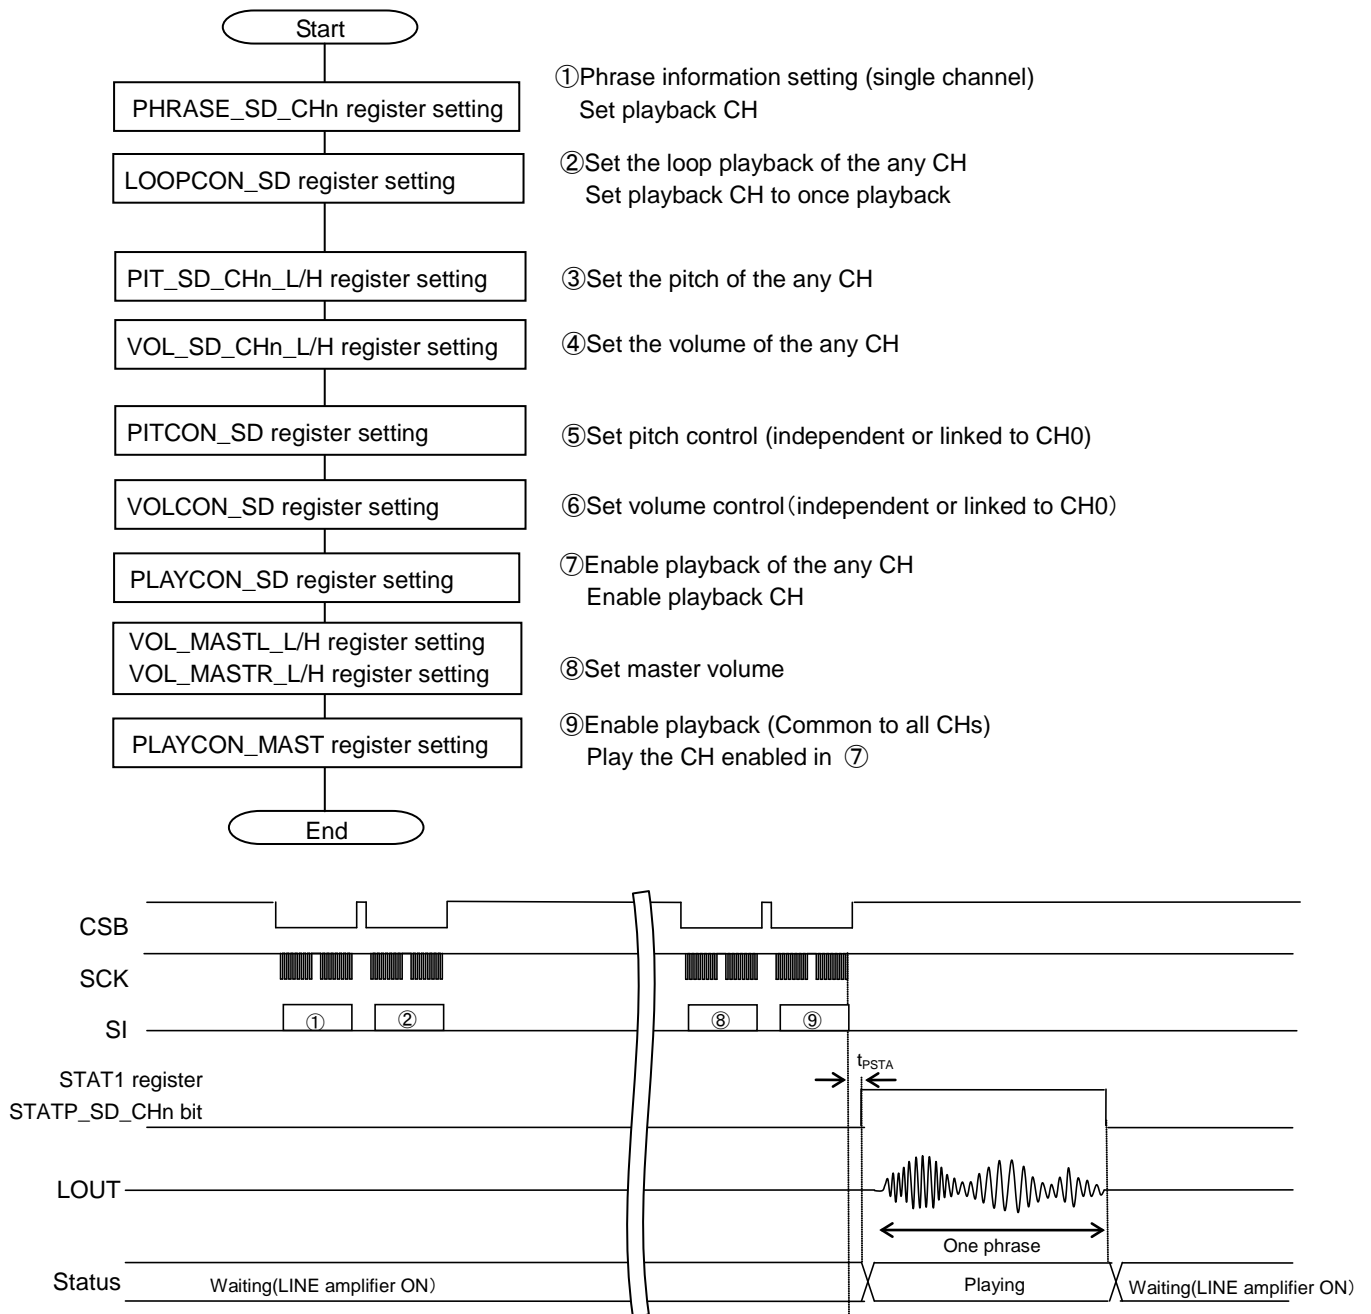 Start
①Phrase information setting (single channel)
Set playback CH
PHRASE_SD_CHn register setting
②Set the loop playback of the any CH
Set playback CH to once playback
LOOPCON_SD register setting
PIT_SD_CHn_L/H register setting
③Set the pitch of the any CH
VOL_SD_CHn_L/H register setting
④Set the volume of the any CH
PITCON_SD register setting
⑤Set pitch control (independent or linked to CH0)
VOLCON_SD register setting
⑥Set volume control（independent or linked to CH0）
PLAYCON_SD register setting
⑦Enable playback of the any CH
Enable playback CH
VOL_MASTL_L/H register setting
VOL_MASTR_L/H register setting
⑧Set master volume
PLAYCON_MAST register setting
⑨Enable playback (Common to all CHs)
Play the CH enabled in ⑦
End
CSB
SCK
SI
① ② ⑧ ⑨
STAT1 register
STATP_SD_CHn bit
tPSTA
LOUT
One phrase
Status
Waiting(LINE amplifier ON）
Playing
Waiting(LINE amplifier ON）